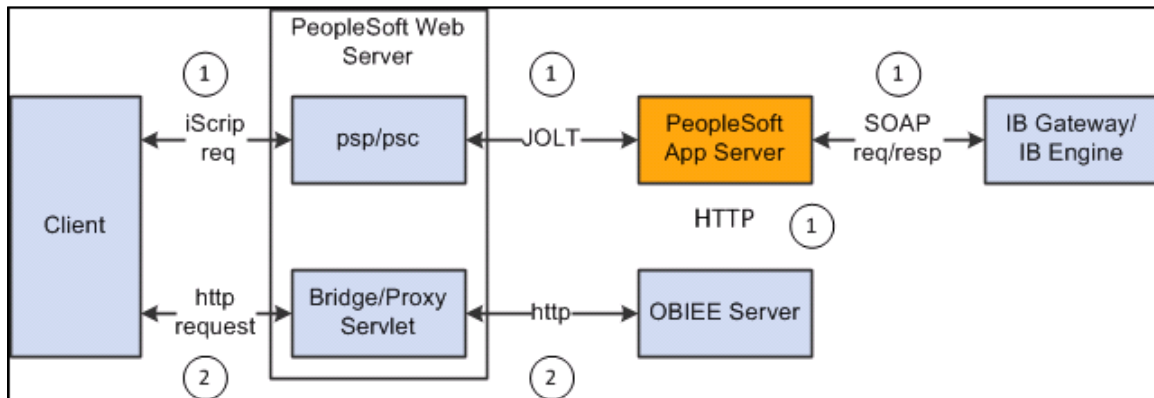 PeopleSoft Web
Server
1
1
1
iScrip
req
psp/psc
JOLT
PeopleSoft
App Server
SOAP
req/resp
IB Gateway/
IB Engine
Client
HTTP
1
http
request
Bridge/Proxy
Servlet
http
OBIEE Server
2
2